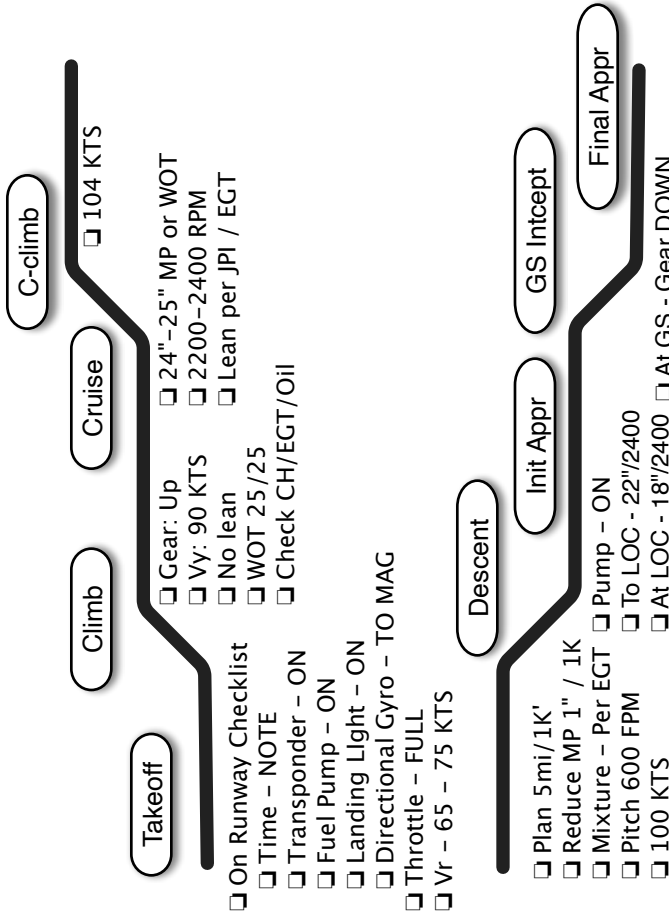 Takeoff
Climb
Cruise
C-climb
❏ On Runway Checklist
❏ Time – NOTE
❏ Transponder – ON
❏ Fuel Pump – ON
❏ Landing LIght – ON
❏ Directional Gyro – TO MAG
❏ Throttle – FULL
❏ Vr – 65 – 75 KTS
❏ Gear: Up
❏ Vy: 90 KTS
❏ No lean
❏ WOT 25/25
❏ Check CH/EGT/Oil
❏ 24"–25" MP or WOT
❏ 2200–2400 RPM
❏ Lean per JPI / EGT
❏ 104 KTS
Descent
Init Appr
GS Intcept
Final Appr
❏ Plan 5mi/1K'
❏ Reduce MP 1" / 1K
❏ Mixture – Per EGT
❏ Pitch 600 FPM
❏ 100 KTS
❏ Pump – ON
❏ To LOC - 22"/2400
❏ At LOC - 18"/2400
❏ At GS - Gear DOWN